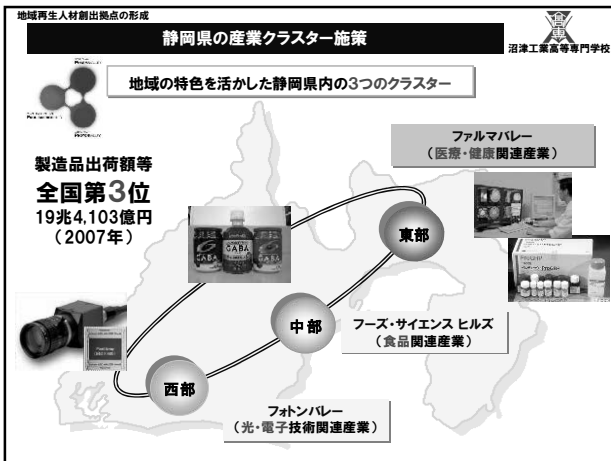 地域再生人材創出拠点の形成
静岡県の産業クラスター施策
沼津工業高等専門学校
地域の特色を活かした静岡県内の3つのクラスター
ファルマバレー
（医療・健康関連産業）
製造品出荷額等
全国第3位
19兆4,103億円
（2007年）
GABA
GABA
GABA
東部
中部
フーズ・サイエンス ヒルズ
（食品関連産業）
西部
フォトンバレー
（光・電子技術関連産業）